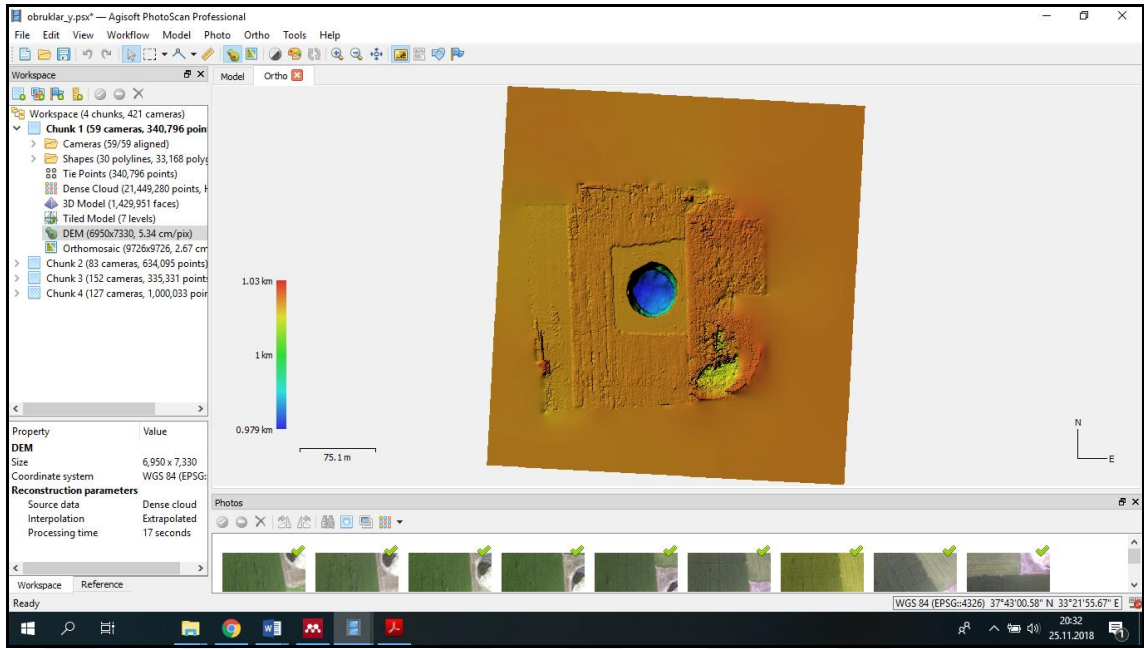 obruklar_y.psx* — Agisoft PhotoScan Professional
File Edit View Workflow Model Photo Ortho Tools Help
Workspace
Model Ortho
Workspace (4 chunks, 421 cameras)
Chunk 1 (59 cameras, 340,796 poin
Cameras (59/59 aligned)
Shapes (30 polylines, 33,168 polyg
Tie Points (340,796 points)
Dense Cloud (21,449,280 points, H
3D Model (1,429,951 faces)
Tiled Model (7 levels)
DEM (6950x7330, 5.34 cm/pix)
Orthomosaic (9726x9726, 2.67 cm
Chunk 2 (83 cameras, 634,095 points)
Chunk 3 (152 cameras, 335,331 points
Chunk 4 (127 cameras, 1,000,033 poir
1.03 km
1 km
0.979 km
75.1 m
N
E
Property Value
DEM
Size 6,950 x 7,330
Coordinate system WGS 84 (EPSG:
Reconstruction parameters
Source data Dense cloud
Interpolation Extrapolated
Processing time 17 seconds
Photos
Workspace Reference
Ready
WGS 84 (EPSG::4326) 37°43'00.58" N 33°21'55.67" E
20:32
25.11.2018